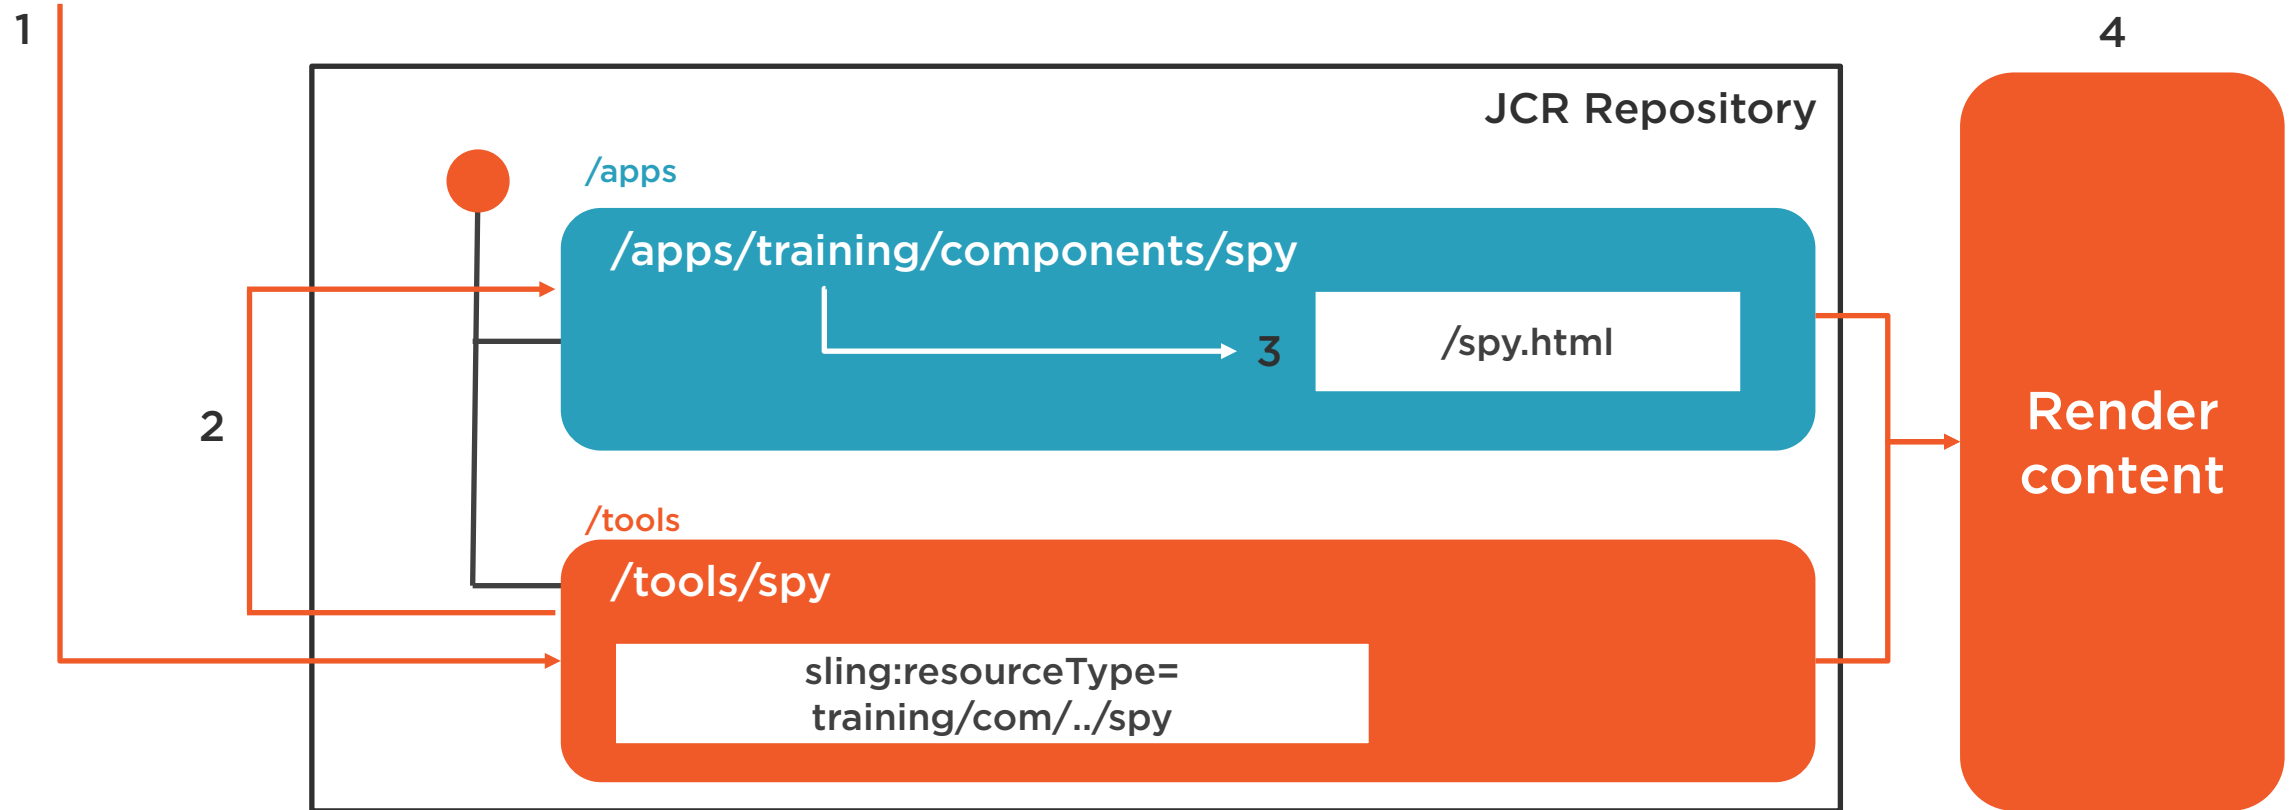 1
4
JCR Repository
/apps
/apps/training/components/spy
3
/spy.html
2
Render
content
/tools
/tools/spy
sling:resourceType=
training/com/../spy